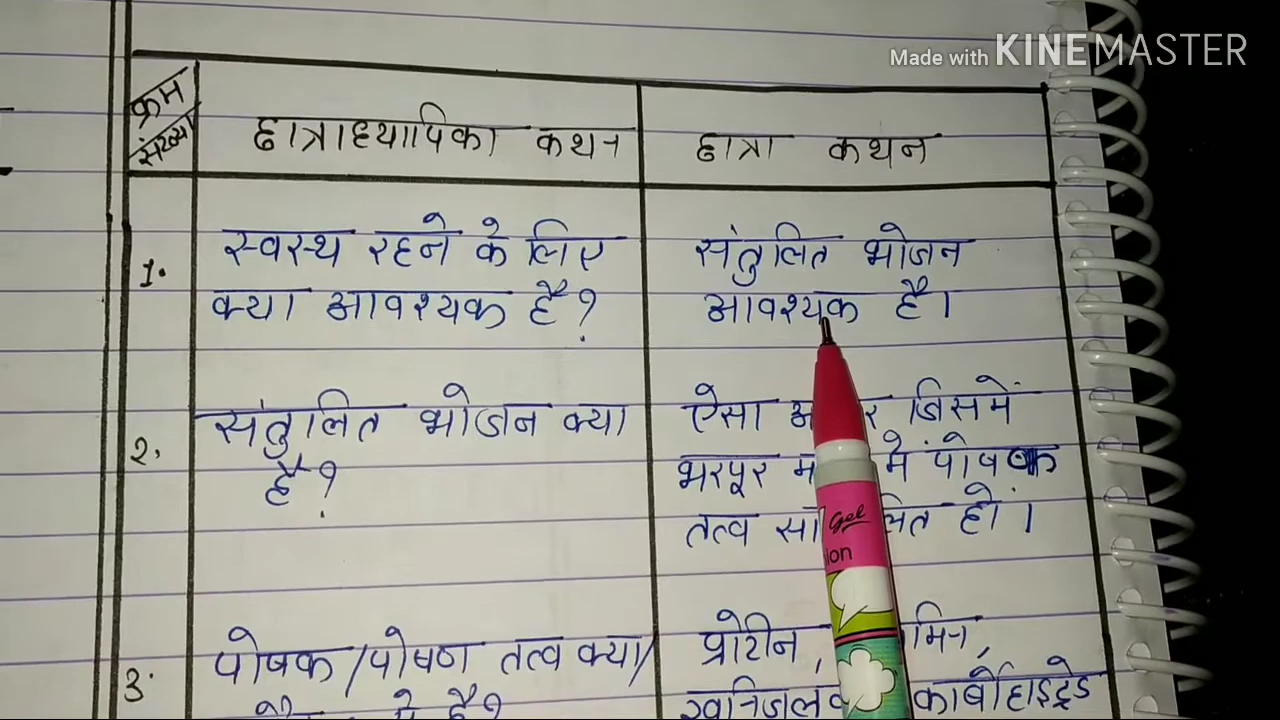 Made with KINEMASTER
क्रम संख्या
छात्राध्यापिका कथन
छात्रा कथन
1.
स्वस्थ रहने के लिए
क्या आवश्यक है?
संतुलित भोजन
आवश्यक है।
2.
संतुलित भोजन क्या
है?
ऐसा जिसमें
भरपूर में पोषक
तत्व हों।
Gel
3.
पोषक/पोषण तत्व क्या/
है?
प्रोटीन,
कार्बोहाइड्रेड